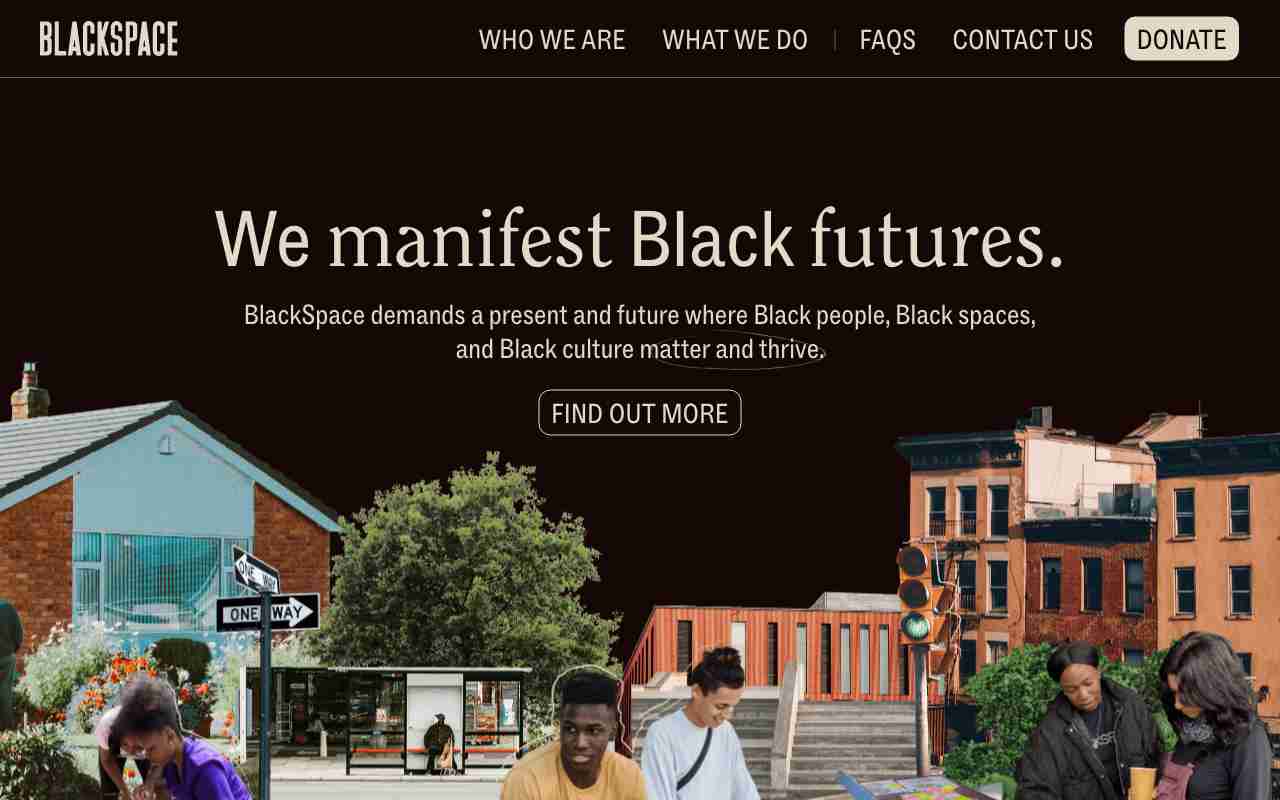 BLACKSPACE
WHO WE ARE
WHAT WE DO
FAQS
CONTACT US
DONATE
We manifest Black futures.
BlackSpace demands a present and future where Black people, Black spaces,
and Black culture matter and thrive.
FIND OUT MORE
ONE WAY
ONE WAY